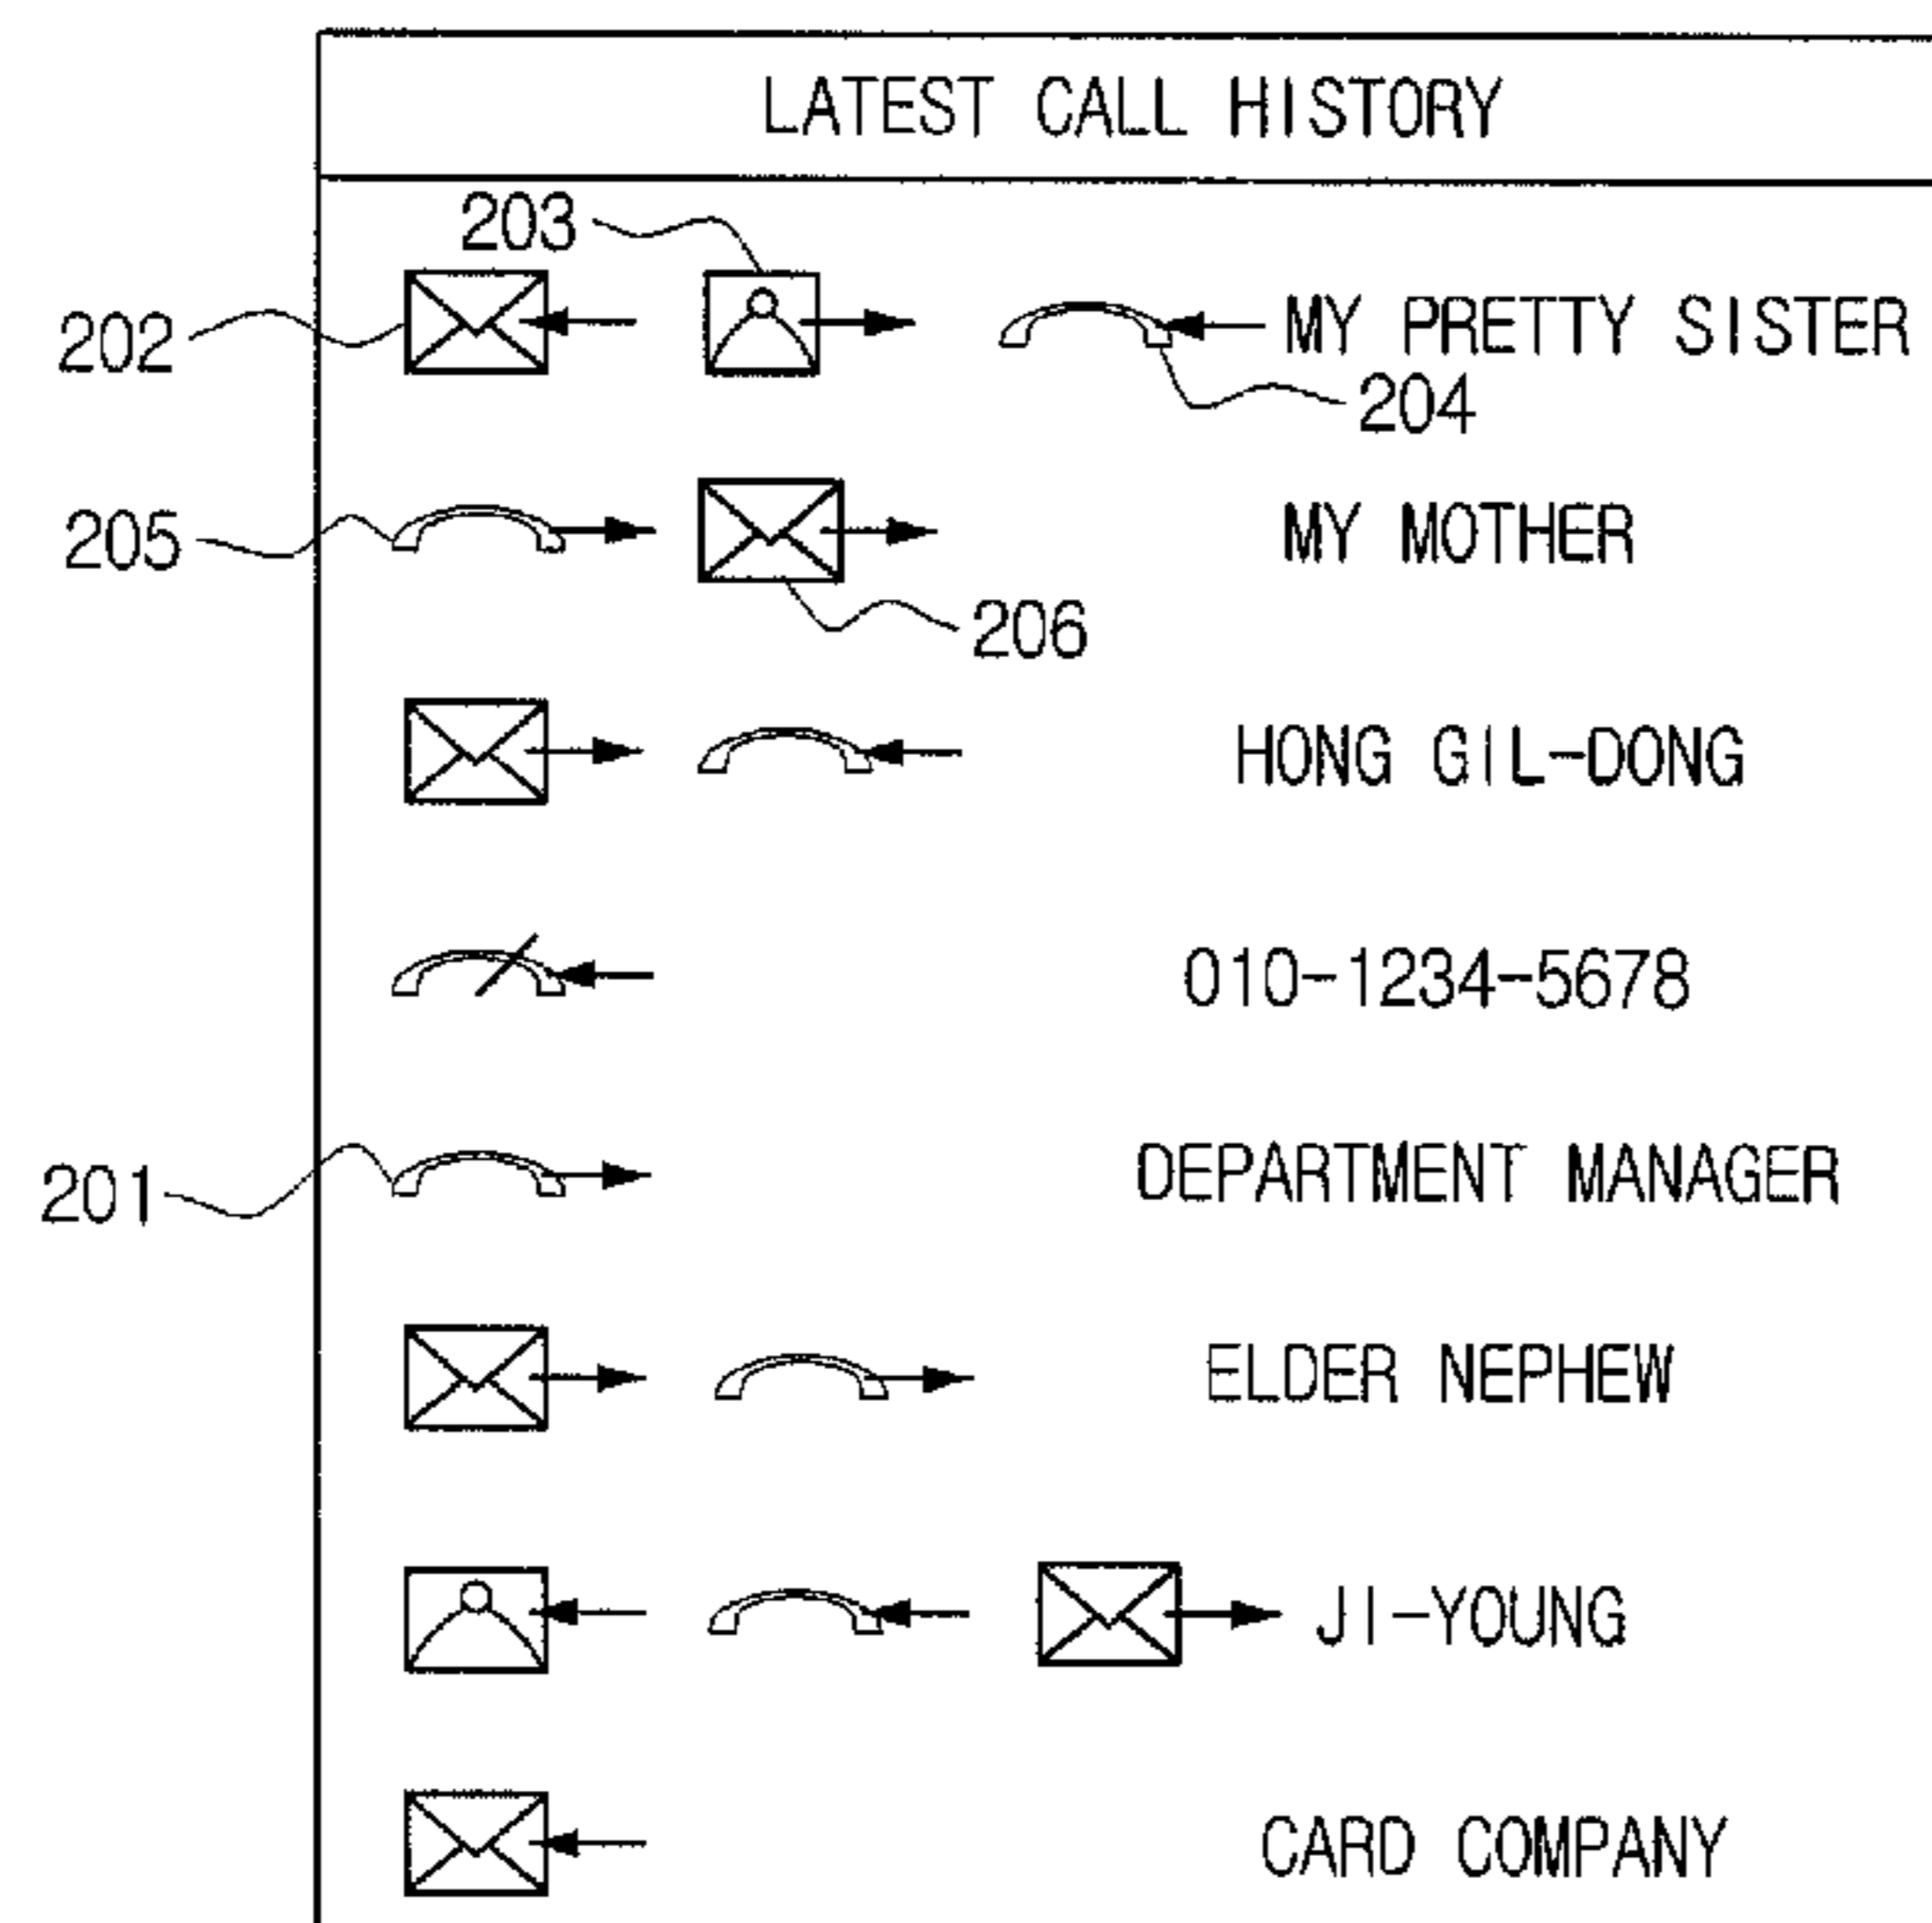 LATEST CALL HISTORY
203
202
MY PRETTY SISTER
204
205
MY MOTHER
206
HONG GIL-DONG
010-1234-5678
201
DEPARTMENT MANAGER
ELDER NEPHEW
JI-YOUNG
CARD COMPANY